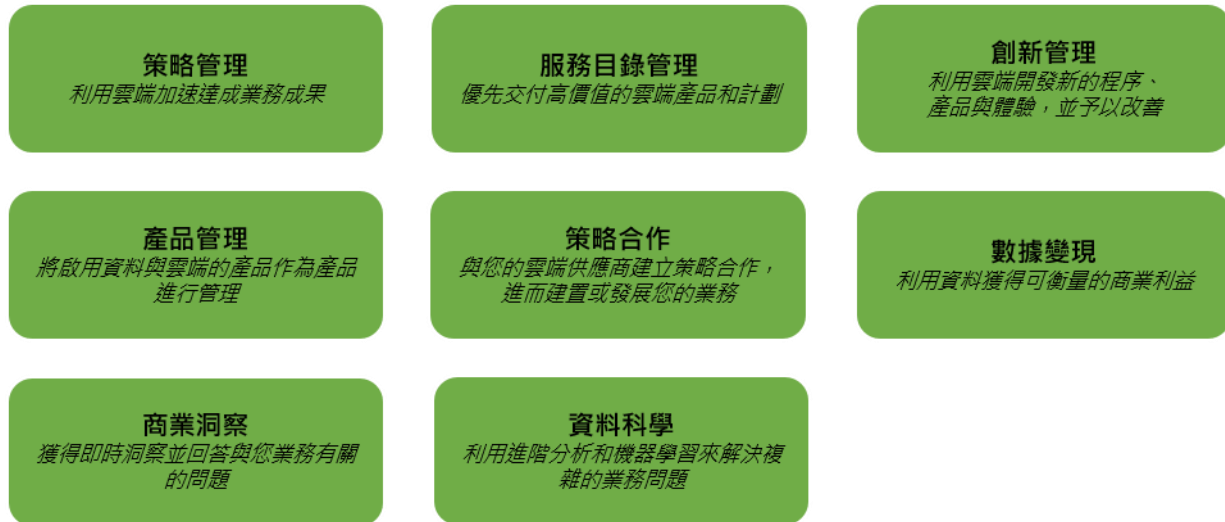 策略管理
利用雲端加速達成業務成果
服務目錄管理
優先交付高價值的雲端產品和計劃
創新管理
利用雲端開發新的程序、
產品與體驗，並予以改善
產品管理
將啟用資料與雲端的產品作為產品
進行管理
策略合作
與您的雲端供應商建立策略合作，
進而建置或發展您的業務
數據變現
利用資料獲得可衡量的商業利益
商業洞察
獲得即時洞察並回答與您業務有關
的問題
資料科學
利用進階分析和機器學習來解決複
雜的業務問題